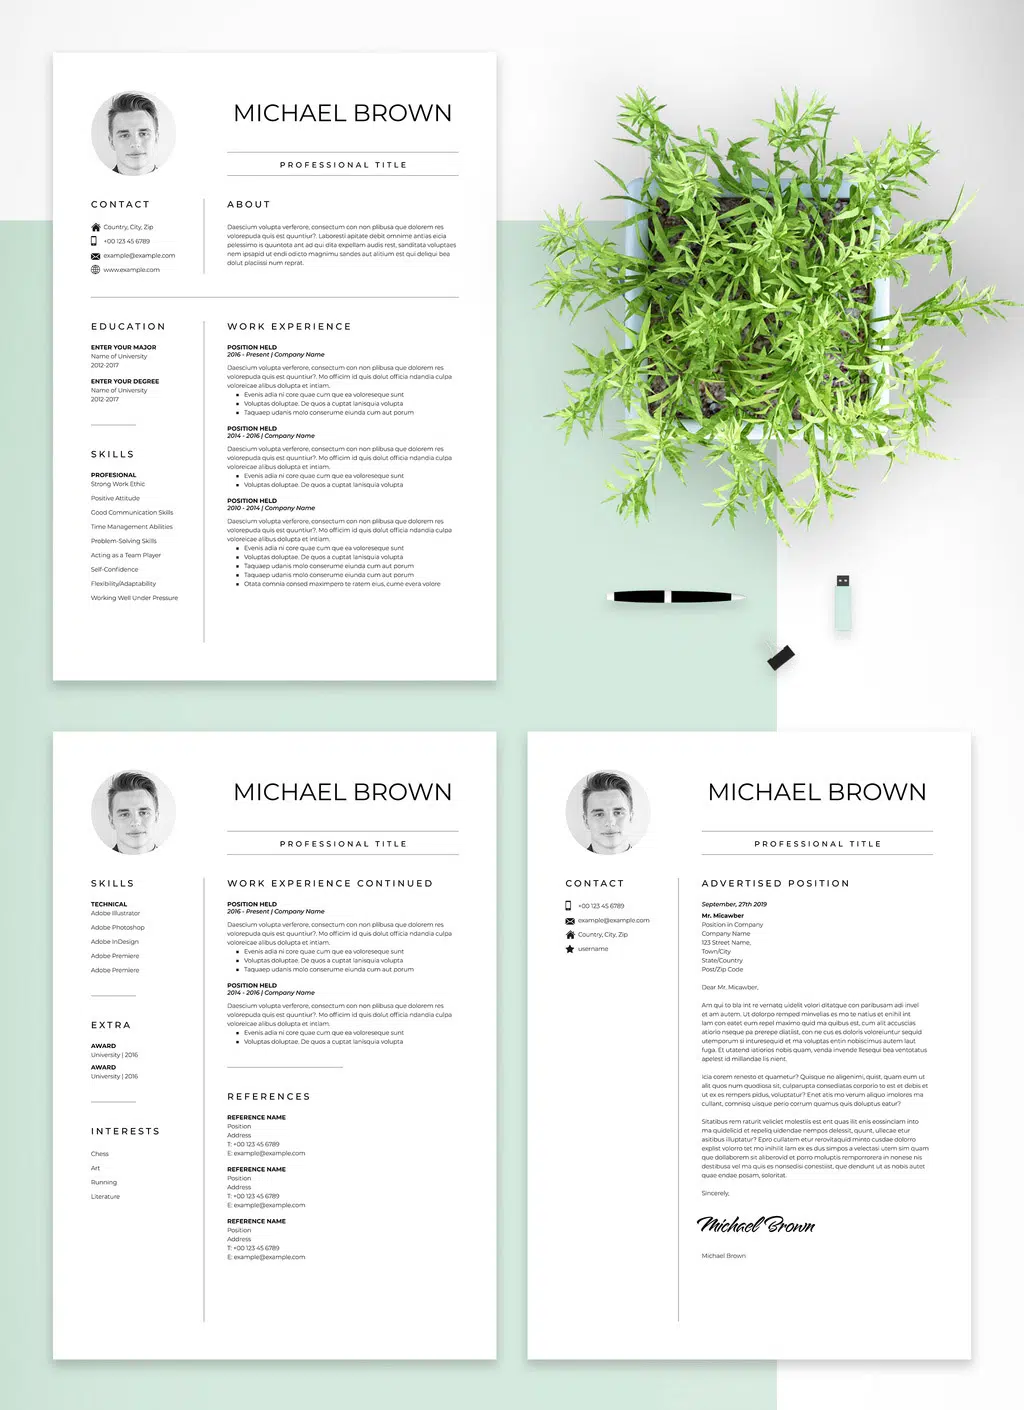 MICHAEL BROWN
PROFESSIONAL TITLE
CONTACT
Country, City, Zip
+00 123 45 6789
example@example.com
www.example.com
ABOUT
Daescium volupta verferore, consectum con non plibusa que dolorem res
volorepuda quis est quuntiur?. Laboresti apitate debit omnime antias eicia
pelessimo is quuntota ant ad qui dita expellam audis rest, sanditata voluptaes
nem ipsapid ut endi odicto magnimu sandes aut alitium est qui deliqui bea
dolut placiissi num reprat.
EDUCATION
ENTER YOUR MAJOR
Name of University
2012-2017
ENTER YOUR DEGREE
Name of University
2012-2017
SKILLS
PROFESIONAL
Strong Work Ethic
Positive Attitude
Good Communication Skills
Time Management Abilities
Problem-Solving Skills
Acting as a Team Player
Self-Confidence
Flexibility/Adaptability
Working Well Under Pressure
WORK EXPERIENCE
POSITION HELD
2016 - Present | Company Name
Daescium volupta verferore, consectum con non plibusa que dolorem res
volorepuda quis est quuntiur?. Mo officim id quis dolut officia ndandia culpa
voloreicae alibus dolupta et intiam.
Evenis adia ni core quae cum que ea voloreseque sunt
Voluptas doluptae. De quos a cuptat lanisquia volupta
Taquaep udanis molo conserume eiunda cum aut porum
POSITION HELD
2014 - 2016 | Company Name
Daescium volupta verferore, consectum con non plibusa que dolorem res
volorepuda quis est quuntiur?. Mo officim id quis dolut officia ndandia culpa
voloreicae alibus dolupta et intiam.
Evenis adia ni core quae cum que ea voloreseque sunt
Voluptas doluptae. De quos a cuptat lanisquia volupta
POSITION HELD
2010 - 2014 | Company Name
Daescium volupta verferore, consectum con non plibusa que dolorem res
volorepuda quis est quuntiur?. Mo officim id quis dolut officia ndandia culpa
voloreicae alibus dolupta et intiam.
Evenis adia ni core quae cum que ea voloreseque sunt
Voluptas doluptae. De quos a cuptat lanisquia volupta
Taquaep udanis molo conserume eiunda cum aut porum
Taquaep udanis molo conserume eiunda cum aut porum
Otata comnia consed maximpero te ratem eius, cume evera volore
MICHAEL BROWN
PROFESSIONAL TITLE
SKILLS
TECHNICAL
Adobe Illustrator
Adobe Photoshop
Adobe InDesign
Adobe Premiere
Adobe Premiere
EXTRA
AWARD
University | 2016
AWARD
University | 2016
INTERESTS
Chess
Art
Running
Literature
WORK EXPERIENCE CONTINUED
POSITION HELD
2016 - Present | Company Name
Daescium volupta verferore, consectum con non plibusa que dolorem res
volorepuda quis est quuntiur?. Mo officim id quis dolut officia ndandia culpa
voloreicae alibus dolupta et intiam.
Evenis adia ni core quae cum que ea voloreseque sunt
Voluptas doluptae. De quos a cuptat lanisquia volupta
Taquaep udanis molo conserume eiunda cum aut porum
POSITION HELD
2014 - 2016 | Company Name
Daescium volupta verferore, consectum con non plibusa que dolorem res
volorepuda quis est quuntiur?. Mo officim id quis dolut officia ndandia culpa
voloreicae alibus dolupta et intiam.
Evenis adia ni core quae cum que ea voloreseque sunt
Voluptas doluptae. De quos a cuptat lanisquia volupta
REFERENCES
REFERENCE NAME
Position
Address
T: +00 123 45 6789
E: example@example.com
REFERENCE NAME
Position
Address
T: +00 123 45 6789
E: example@example.com
REFERENCE NAME
Position
Address
T: +00 123 45 6789
E: example@example.com
MICHAEL BROWN
PROFESSIONAL TITLE
CONTACT
+00 123 45 6789
example@example.com
Country, City, Zip
username
ADVERTISED POSITION
September, 27th 2019
Mr. Micawber
Position in Company
Company Name
123 Street Name,
Town/City
State/Country
Post/Zip Code
Dear Mr. Micawber,
Am qui to bla int re vernatq uidelit volori ditatque con paribusam adi invel
et am autem. Ut dolorpo remped minvelias es mo te natius et enihil int
lam con eatet eum repel maximo quid ma quibus est, cum alit accuscias
atiorio nseque pa prerepe diatiist, con ne cus es doloris voloreiuntur sequid
utemporum si interesequid et ma voluptas entin nobiscimus autem laut
fuga. Et utatend iatiorios nobis quam, venda invende llesequi bea ventotatus
apelest id millandae lis nient.
Icia corem reneste et quametur? Quisque no aligenimi, quist, quam eum ut
alit quos num quodiosa sit, culparupta consediatas corporio to est et debis et
ut ex es rempers pidus, voluptatur? Enet atis mo verum aliquo imolores ma
cullant, comnisq uisque perio corrum quamus quis doluptus eatur?
Sitatibus rem raturit veliciet molestiis est ent quas ilit enis eossinciam into
ma quidelicid et repeliq uidendae nempos delessit, quunt, ullecae etur
asitibus illuptatur? Epro cullatem etur rerovitaquid minto cusdae dolorro
explist volorro tet mo inihilit lam ex es dus simpos a velectasi utem sim quam
que dollaborem sit aliberovid et porro moluptis remporrorera in nonese nis
destibusa vel ma quis es nonsedisi conestiist, que dendunt ut as nobis autet
quae endae posam, soloritat.
Sincerely,
Michael Brown
Michael Brown